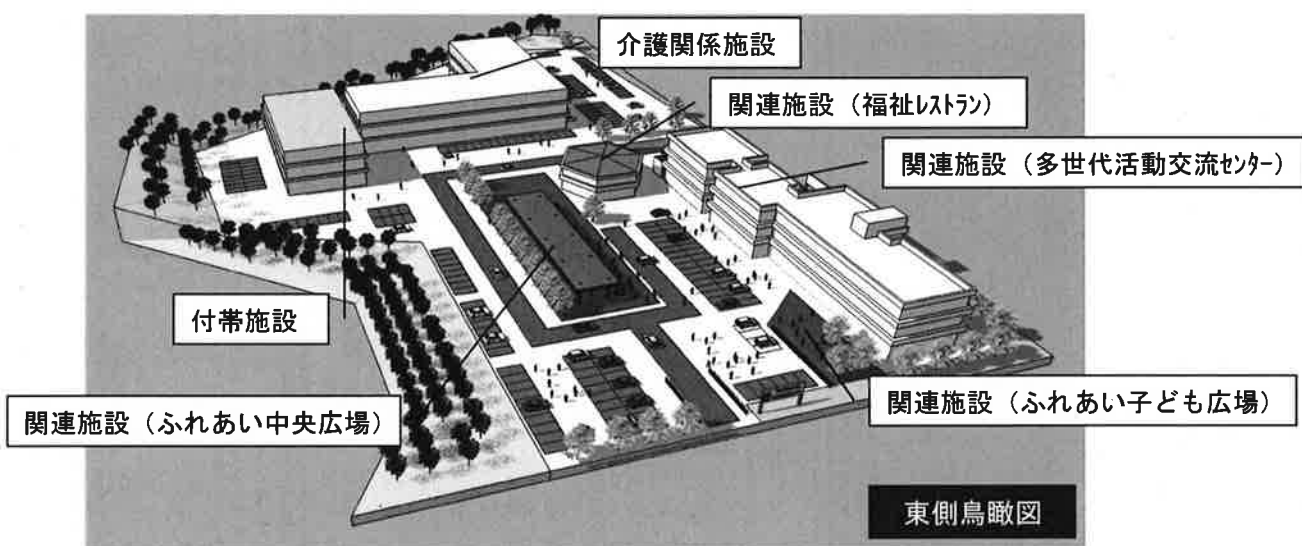 介護関係施設
関連施設（福祉ﾚｽﾄﾗﾝ）
関連施設（多世代活動交流ｾﾝﾀｰ）
付帯施設
関連施設（ふれあい中央広場）
関連施設（ふれあい子ども広場）
東側鳥瞰図